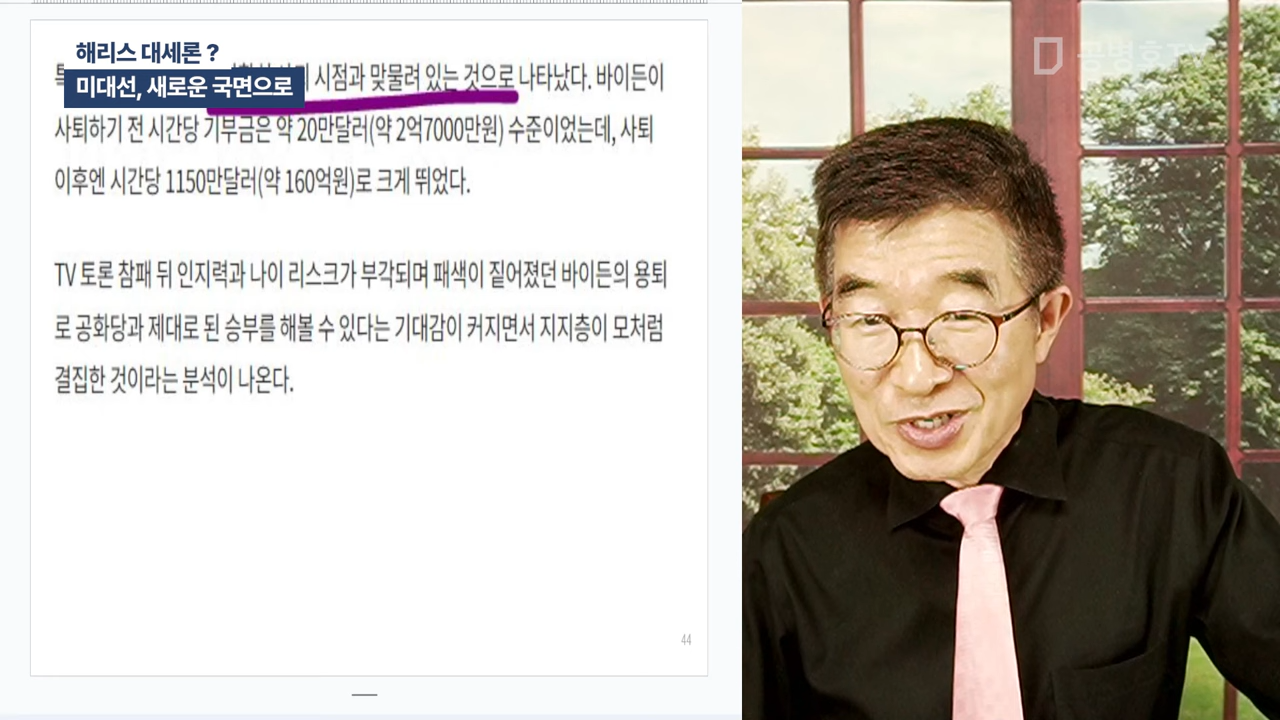 해리스 대세론 ?
미대선, 새로운 국면으로
시점과 맞물려 있는 것으로 나타났다. 바이든이
사퇴하기 전 시간당 기부금은 약 20만달러(약 2억7000만원) 수준이었는데, 사퇴
이후엔 시간당 1150만달러(약 160억원)로 크게 뛰었다.
TV 토론 참패 뒤 인지력과 나이 리스크가 부각되며 패색이 짙어졌던 바이든의 용퇴
로 공화당과 제대로 된 승부를 해볼 수 있다는 기대감이 커지면서 지지층이 모처럼
결집한 것이라는 분석이 나온다.
44